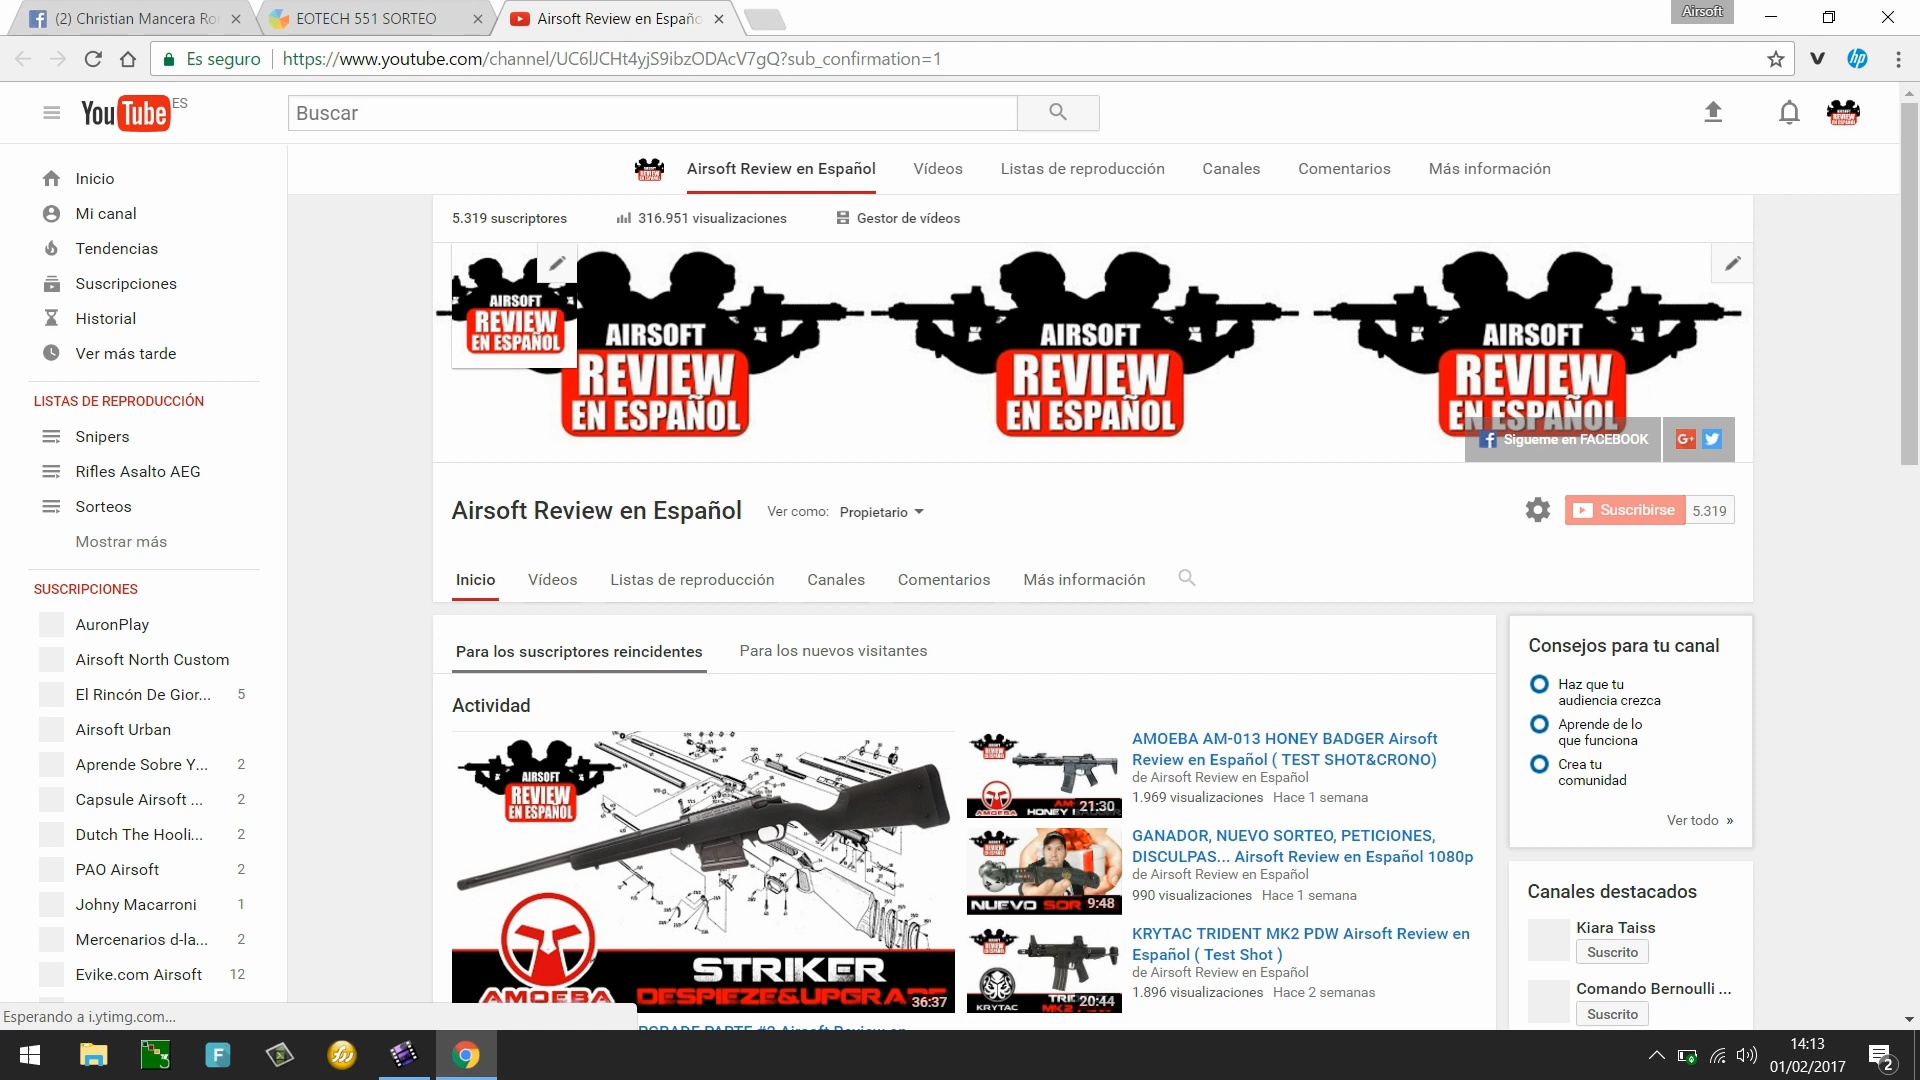 (2) Christian Mancera Ro
EOTECH 551 SORTEO
Airsoft Review en Españo
Airsoft
Es seguro
https://www.youtube.com/channel/UC6lJCHt4yjS9ibzODAcV7gQ?sub_confirmation=1
YouTube ES
Buscar
Airsoft Review en Español
Vídeos
Listas de reproducción
Canales
Comentarios
Más información
Inicio
Mi canal
Tendencias
Suscripciones
Historial
Ver más tarde
LISTAS DE REPRODUCCIÓN
Snipers
Rifles Asalto AEG
Sorteos
Mostrar más
SUSCRIPCIONES
AuronPlay
Airsoft North Custom
El Rincón De Gior... 5
Airsoft Urban
Aprende Sobre Y... 2
Capsule Airsoft ... 2
Dutch The Hooli... 2
PAO Airsoft 2
Johny Macarroni 1
Mercenarios d-la... 2
Evike.com Airsoft 12
5.319 suscriptores
316.951 visualizaciones
Gestor de vídeos
AIRSOFT
REVIEW
EN ESPAÑOL
AIRSOFT
REVIEW
EN ESPAÑOL
AIRSOFT
REVIEW
EN ESPAÑOL
AIRSOFT
REVIEW
EN ESPAÑOL
Sigueme en FACEBOOK
G+
Airsoft Review en Español
Ver como: Propietario
Suscribirse 5.319
Inicio
Vídeos
Listas de reproducción
Canales
Comentarios
Más información
Para los suscriptores reincidentes
Para los nuevos visitantes
Actividad
AIRSOFT
REVIEW
EN ESPAÑOL
STRIKER
AMOEBA
DESPIEZE&UPGRADE
36:37
PGRADE PARTE #2 Airsoft Review en
AMOEBA
HONEY
21:30
AMOEBA AM-013 HONEY BADGER Airsoft
Review en Español ( TEST SHOT&CRONO)
de Airsoft Review en Español
1.969 visualizaciones Hace 1 semana
NUEVO SOR
9:48
GANADOR, NUEVO SORTEO, PETICIONES,
DISCULPAS... Airsoft Review en Español 1080p
de Airsoft Review en Español
990 visualizaciones Hace 1 semana
KRYTAC
20:44
KRYTAC TRIDENT MK2 PDW Airsoft Review en
Español ( Test Shot )
de Airsoft Review en Español
1.896 visualizaciones Hace 2 semanas
Consejos para tu canal
Haz que tu
audiencia crezca
Aprende de lo
que funciona
Crea tu
comunidad
Ver todo »
Canales destacados
Kiara Taiss
Suscrito
Comando Bernoulli ...
Suscrito
Esperando a i.ytimg.com...
14:13
01/02/2017
2